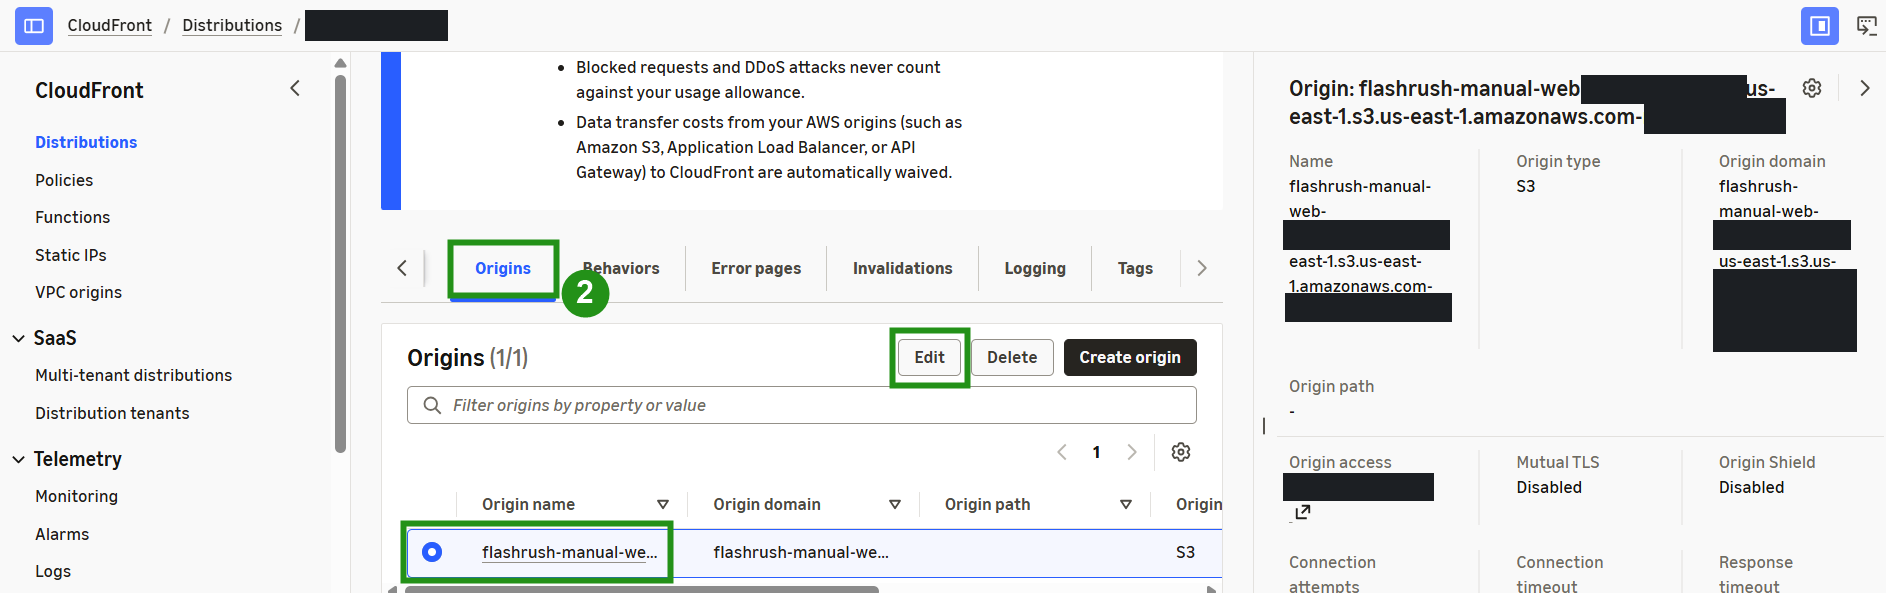 CloudFront / Distributions /
CloudFront
Distributions
Policies
Functions
Static IPs
VPC origins
SaaS
Multi-tenant distributions
Distribution tenants
Telemetry
Monitoring
Alarms
Logs
• Blocked requests and DDoS attacks never count
against your usage allowance.
• Data transfer costs from your AWS origins (such as
Amazon S3, Application Load Balancer, or API
Gateway) to CloudFront are automatically waived.
Origins
2
Behaviors
Error pages
Invalidations
Logging
Tags
Origins (1/1)
Edit
Delete
Create origin
Filter origins by property or value
1
Origin name
Origin domain
Origin path
Origin
flashrush-manual-we...
flashrush-manual-we...
S3
Origin: flashrush-manual-web us-
east-1.s3.us-east-1.amazonaws.com-
Name
flashrush-manual-
web-
east-1.s3.us-east-
1.amazonaws.com-
Origin type
S3
Origin domain
flashrush-
manual-web-
us-east-1.s3.us-
Origin path
-
Origin access
Mutual TLS
Disabled
Origin Shield
Disabled
Connection
attempts
Connection
timeout
Response
timeout